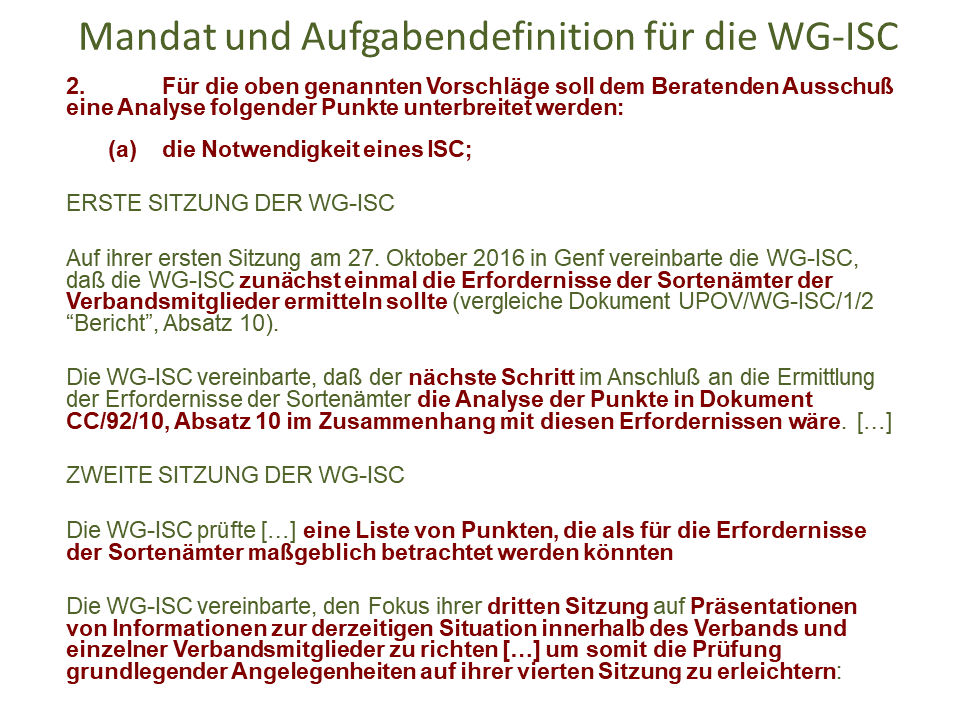 Mandat und Aufgabendefinition für die WG-ISC
2. Für die oben genannten Vorschläge soll dem Beratenden Ausschuß
eine Analyse folgender Punkte unterbreitet werden:
(a) die Notwendigkeit eines ISC;
ERSTE SITZUNG DER WG-ISC
Auf ihrer ersten Sitzung am 27. Oktober 2016 in Genf vereinbarte die WG-ISC,
daß die WG-ISC zunächst einmal die Erfordernisse der Sortenämter der
Verbandsmitglieder ermitteln sollte (vergleiche Dokument UPOV/WG-ISC/1/2
“Bericht”, Absatz 10).
Die WG-ISC vereinbarte, daß der nächste Schritt im Anschluß an die Ermittlung
der Erfordernisse der Sortenämter die Analyse der Punkte in Dokument
CC/92/10, Absatz 10 im Zusammenhang mit diesen Erfordernissen wäre. […]
ZWEITE SITZUNG DER WG-ISC
Die WG-ISC prüfte […] eine Liste von Punkten, die als für die Erfordernisse
der Sortenämter maßgeblich betrachtet werden könnten
Die WG-ISC vereinbarte, den Fokus ihrer dritten Sitzung auf Präsentationen
von Informationen zur derzeitigen Situation innerhalb des Verbands und
einzelner Verbandsmitglieder zu richten […] um somit die Prüfung
grundlegender Angelegenheiten auf ihrer vierten Sitzung zu erleichtern: